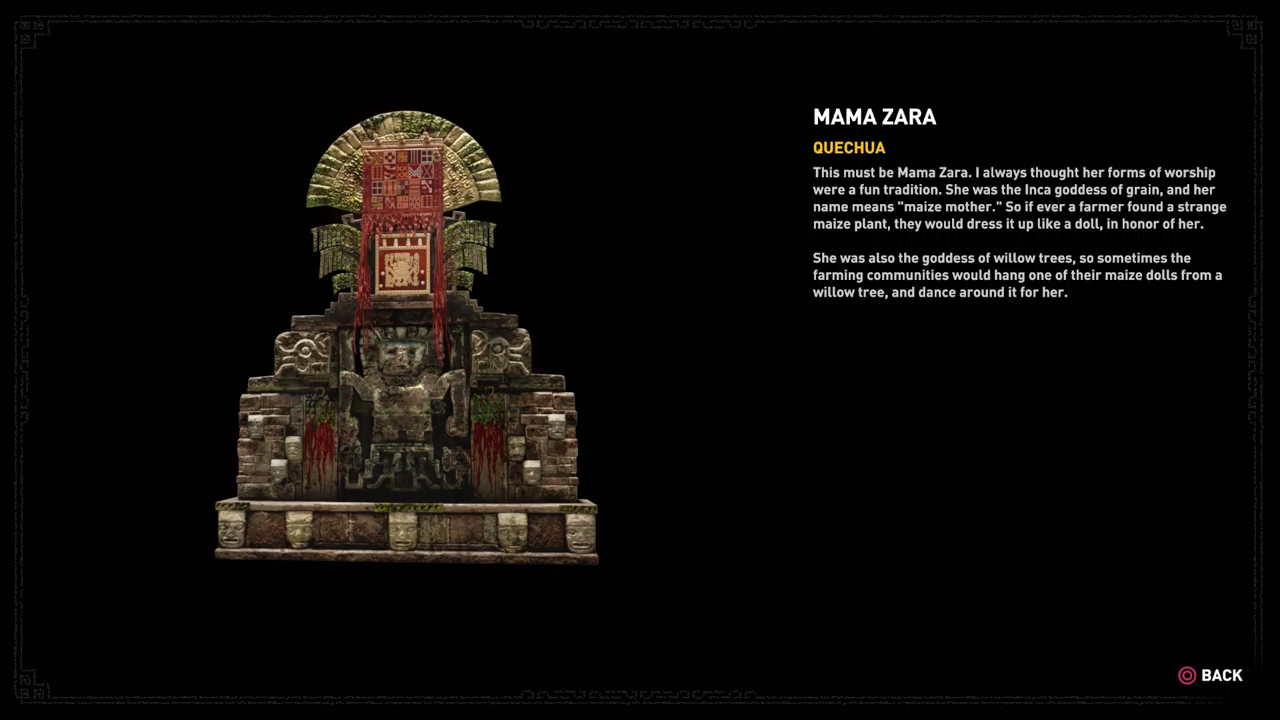 MAMA ZARA
QUECHUA
This must be Mama Zara. I always thought her forms of worship
were a fun tradition. She was the Inca goddess of grain, and her
name means "maize mother." So if ever a farmer found a strange
maize plant, they would dress it up like a doll, in honor of her.
She was also the goddess of willow trees, so sometimes the
farming communities would hang one of their maize dolls from a
willow tree, and dance around it for her.
BACK